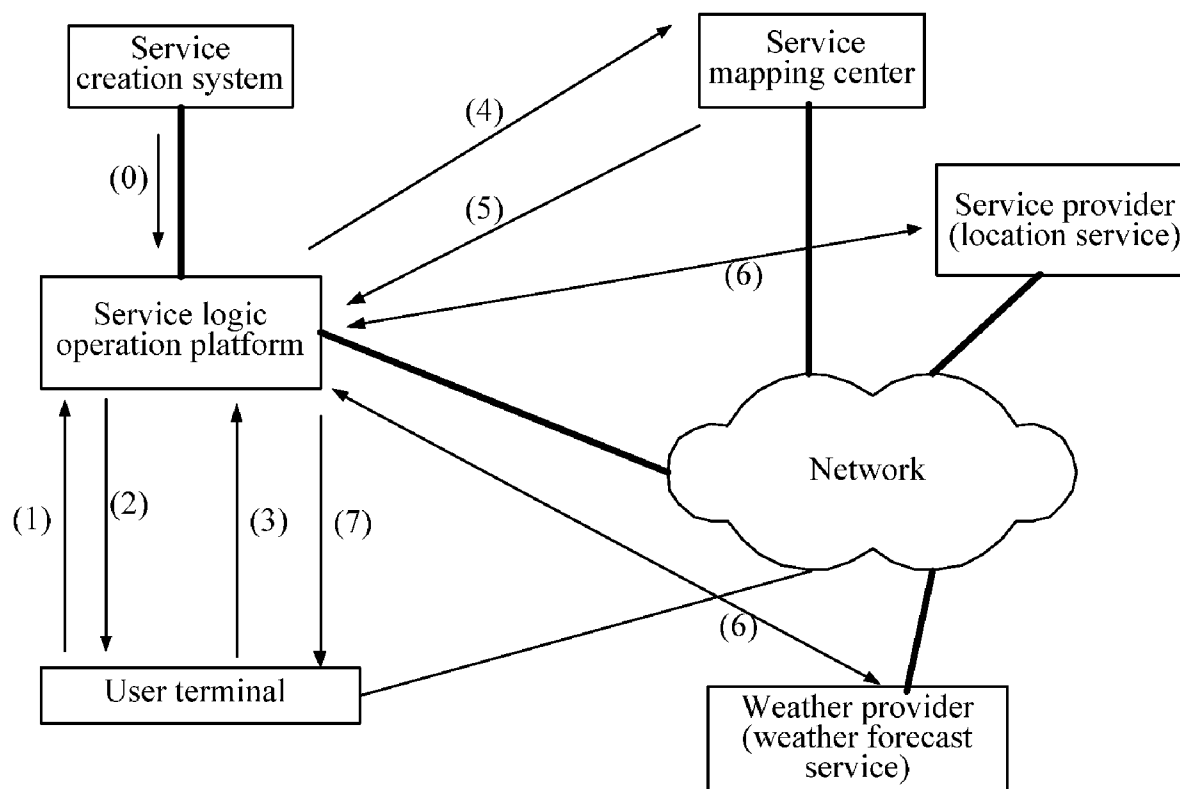 Service
creation system
Service
mapping center
(4)
(0)
(5)
Service provider
(location service)
(6)
Service logic
operation platform
Network
(1)
(2)
(3)
(7)
(6)
User terminal
Weather provider
(weather forecast
service)